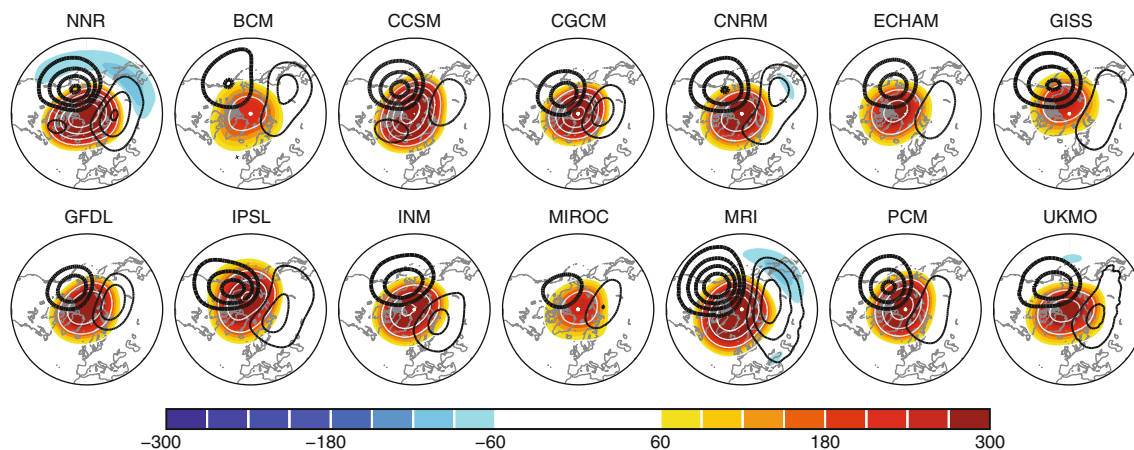 NNR BCM CCSM CGCM CNRM ECHAM GISS
GFDL IPSL INM MIROC MRI PCM UKMO
−300 −180 −60 60 180 300